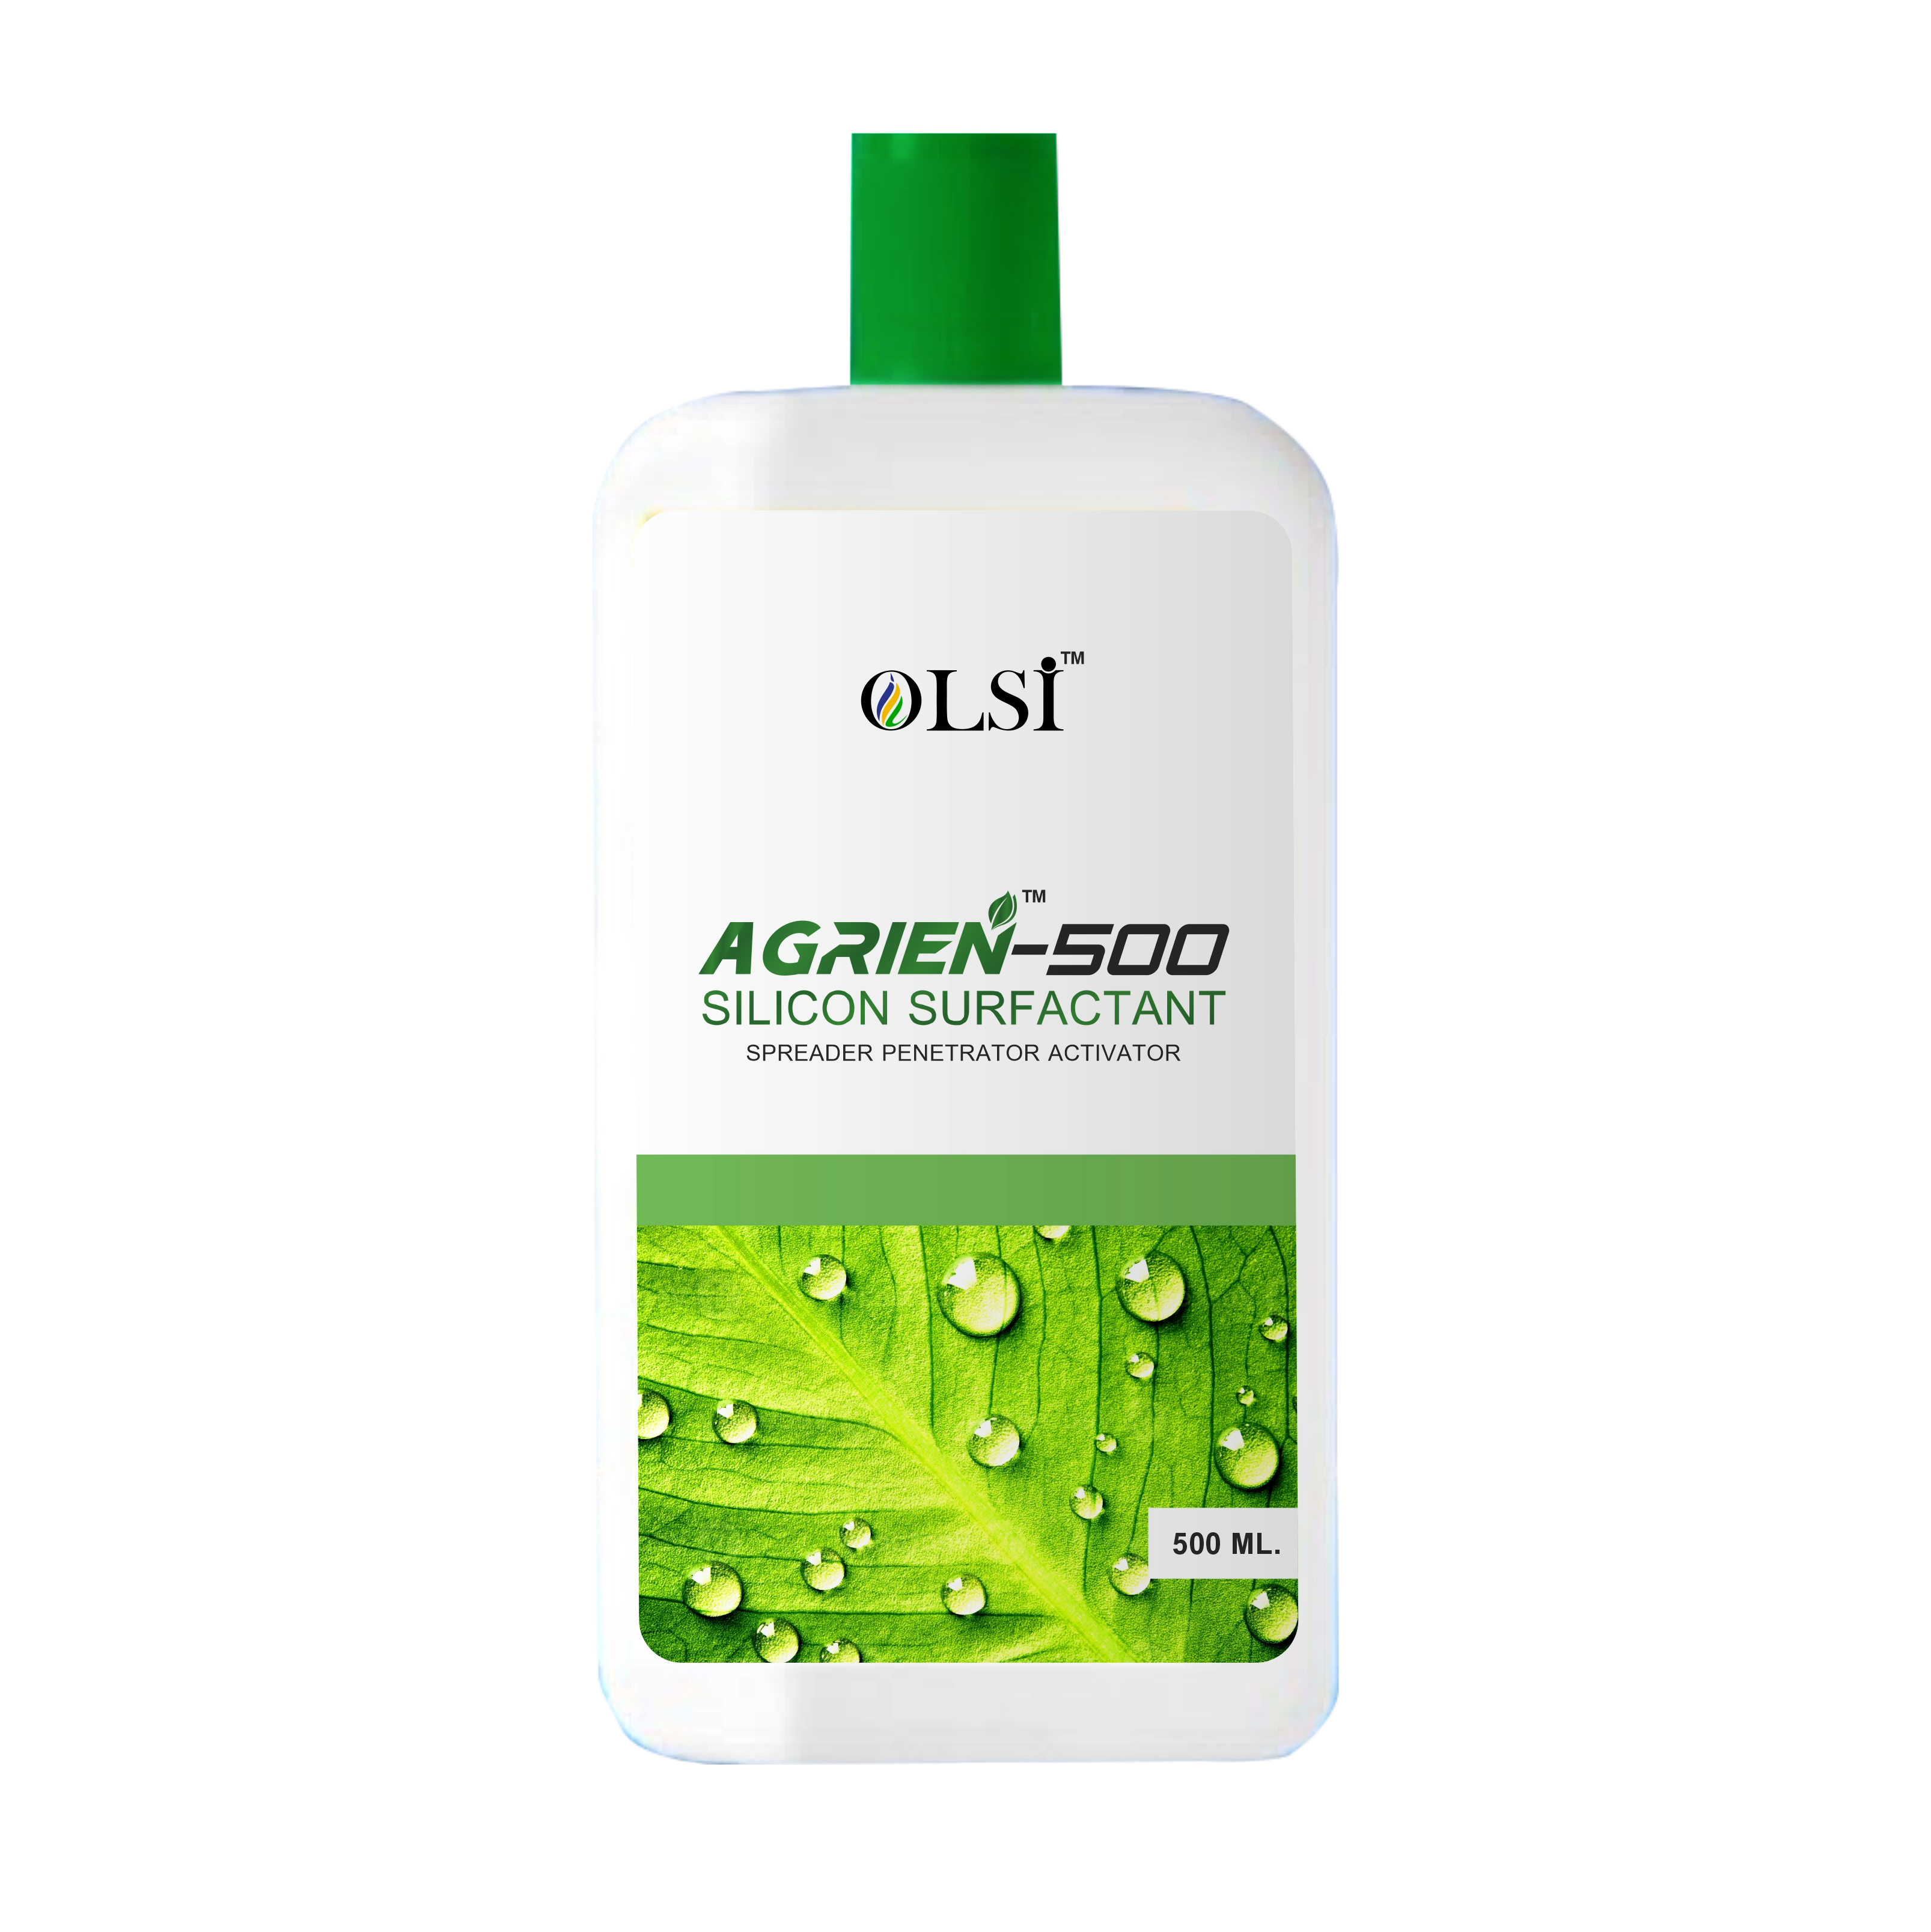 OLSi™
AGRIEN™-500
SILICON SURFACTANT
SPREADER PENETRATOR ACTIVATOR
500 ML.